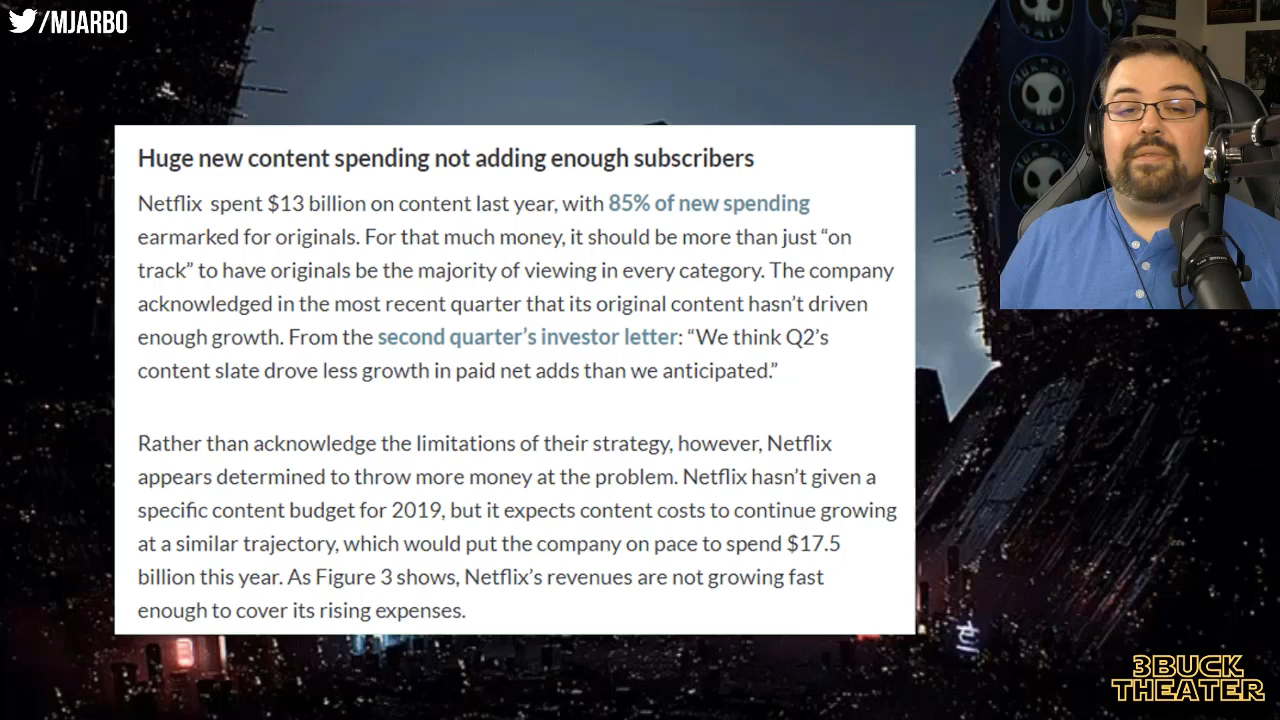 /MJARBO
Huge new content spending not adding enough subscribers
Netflix spent $13 billion on content last year, with 85% of new spending
earmarked for originals. For that much money, it should be more than just “on
track” to have originals be the majority of viewing in every category. The company
acknowledged in the most recent quarter that its original content hasn’t driven
enough growth. From the second quarter’s investor letter: “We think Q2’s
content slate drove less growth in paid net adds than we anticipated.”
Rather than acknowledge the limitations of their strategy, however, Netflix
appears determined to throw more money at the problem. Netflix hasn’t given a
specific content budget for 2019, but it expects content costs to continue growing
at a similar trajectory, which would put the company on pace to spend $17.5
billion this year. As Figure 3 shows, Netflix’s revenues are not growing fast
enough to cover its rising expenses.
3BUCK
THEATER